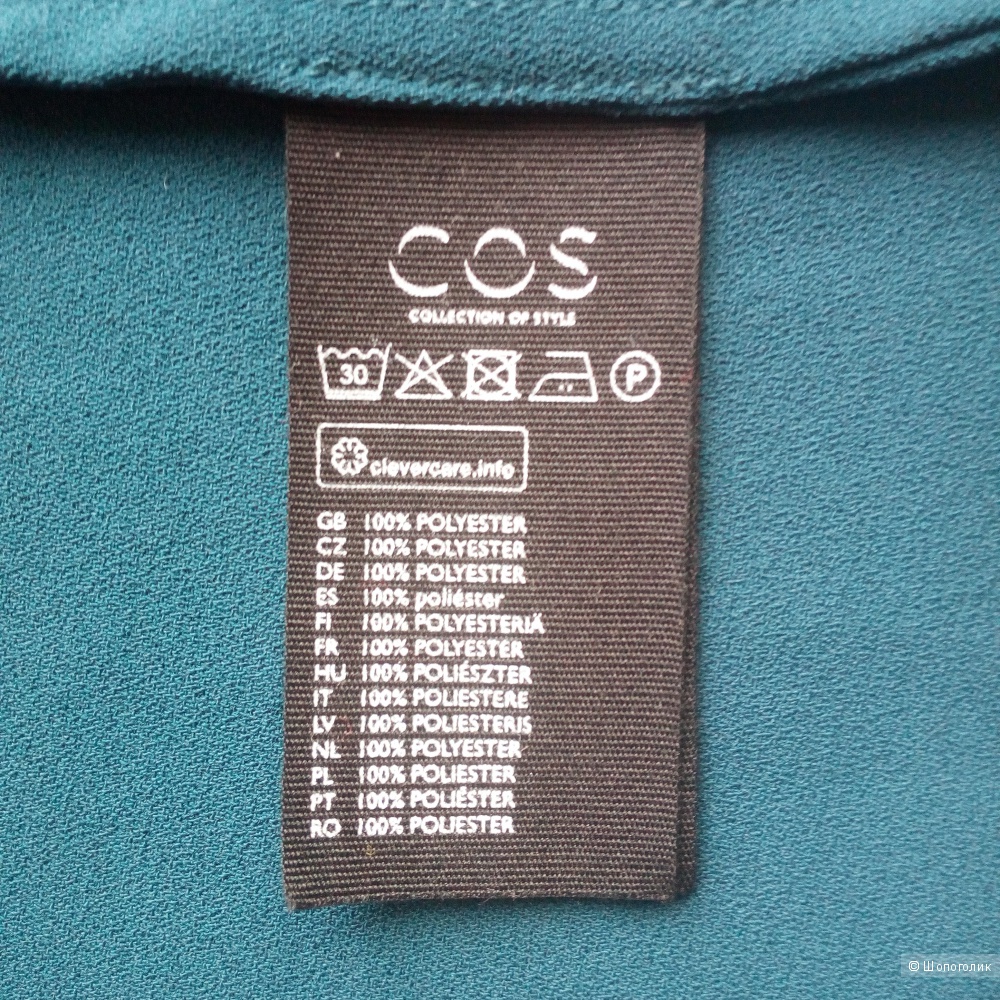 COS
COLLECTION OF STYLE
30 P
clevercare.info
GB 100% POLYESTER
CZ 100% POLYESTER
DE 100% POLYESTER
ES 100% poliéster
FI 100% POLYESTERIÄ
FR 100% POLYESTER
HU 100% POLIÉSZTER
IT 100% POLIESTERE
LV 100% POLIESTERIS
NL 100% POLYESTER
PL 100% POLIESTER
PT 100% POLIÉSTER
RO 100% POLIESTER
© Шопоголик